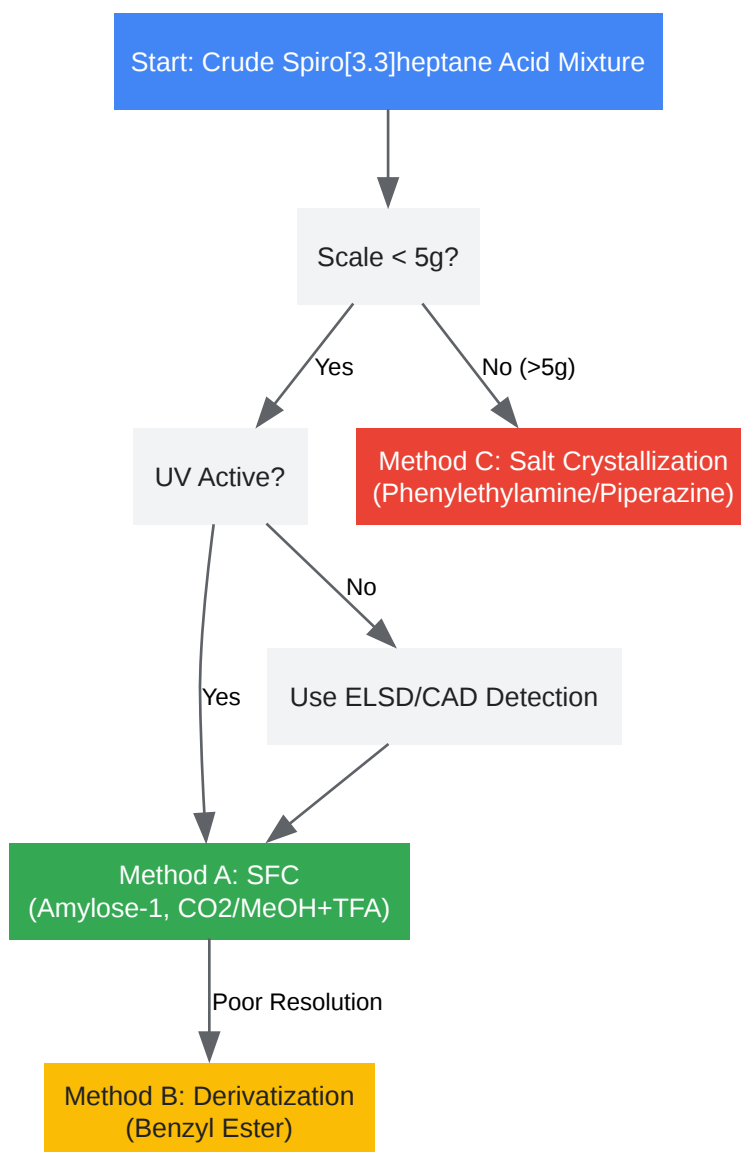 Start: Crude Spiro[3.3]heptane Acid Mixture
Scale < 5g?
Yes
No (>5g)
UV Active?
Method C: Salt Crystallization
(Phenylethylamine/Piperazine)
No
Yes
Use ELSD/CAD Detection
Method A: SFC
(Amylose-1, CO2/MeOH+TFA)
Poor Resolution
Method B: Derivatization
(Benzyl Ester)